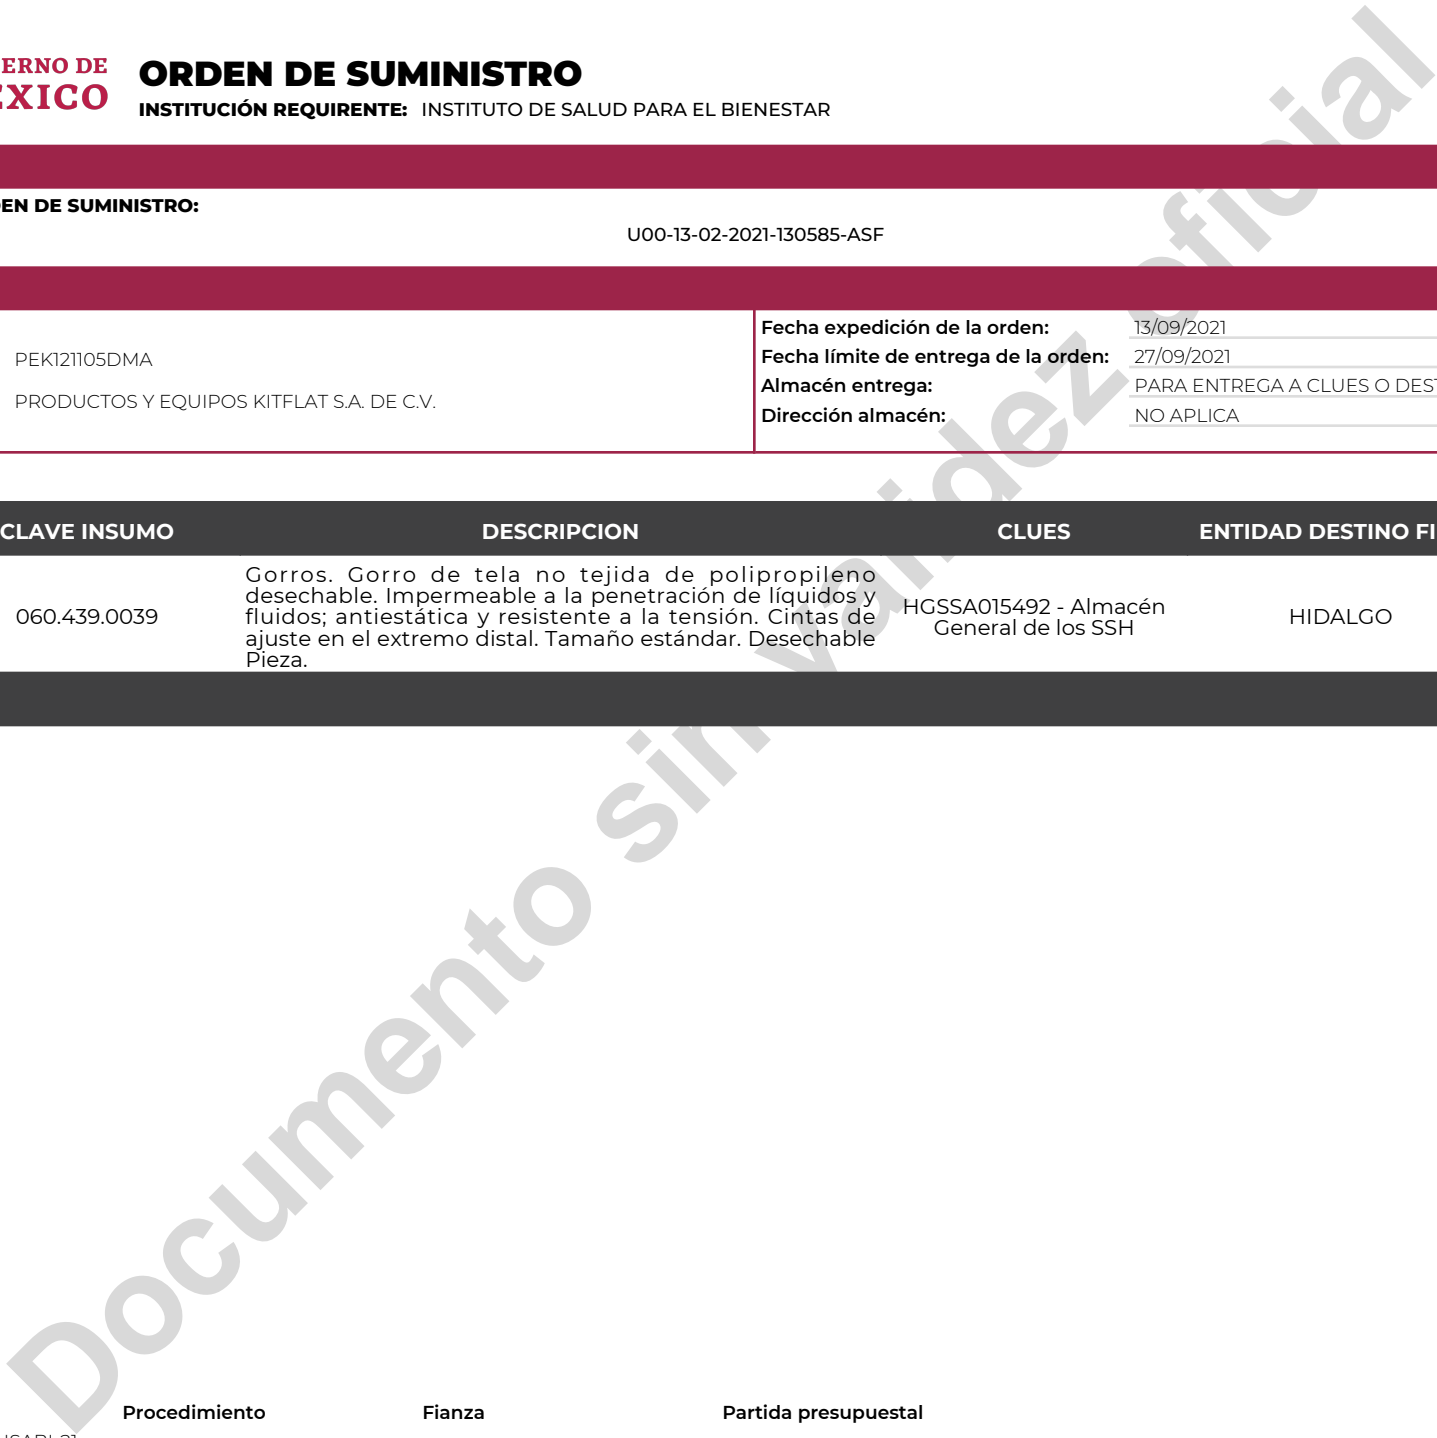 ERNO DE
EXICO
ORDEN DE SUMINISTRO
INSTITUCIÓN REQUIRENTE: INSTITUTO DE SALUD PARA EL BIENESTAR
EN DE SUMINISTRO:
U00-13-02-2021-130585-ASF
PEK121105DMA
PRODUCTOS Y EQUIPOS KITFLAT S.A. DE C.V.
Fecha expedición de la orden: 13/09/2021
Fecha límite de entrega de la orden: 27/09/2021
Almacén entrega: PARA ENTREGA A CLUES O DEST
Dirección almacén: NO APLICA
CLAVE INSUMO DESCRIPCION CLUES ENTIDAD DESTINO FI
060.439.0039
Gorros. Gorro de tela no tejida de polipropileno
desechable. Impermeable a la penetración de líquidos y
fluidos; antiestática y resistente a la tensión. Cintas de
ajuste en el extremo distal. Tamaño estándar. Desechable
Pieza.
HGSSA015492 - Almacén
General de los SSH
HIDALGO
Documento sin validez oficial
Procedimiento Fianza Partida presupuestal